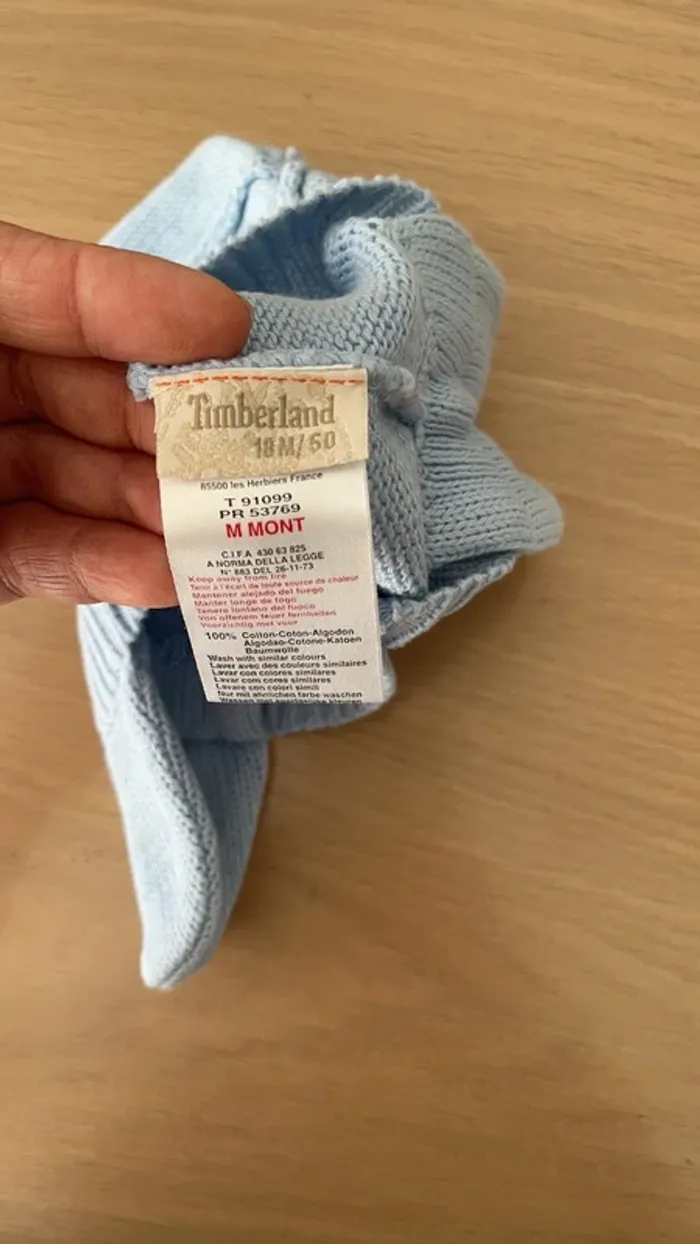 Timberland
18 M/ 50
85500 les Herbiers France
T 91099
PR 53769
M MONT
C.I.F.A 430 63 825
A NORMA DELLA LEGGE
N° 883 DEL 26-11-73
Keep away from fire
Tenir à l'écart de toute source de chaleur
Mantener alejado del fuego
Manter longe do fogo
Tenere lontano dal fuoco
Von offenem feuer fernhalten
Voorzichtig met vuur
100% Cotton-Coton-Algodon
Algodao-Cotone-Katoen
Baumwolle
Wash with similar colours
Laver avec des couleurs similaires
Lavar con colores similares
Lavar com cores similares
Lavare con colori simili
Nur mit ähnlichen farbe waschen